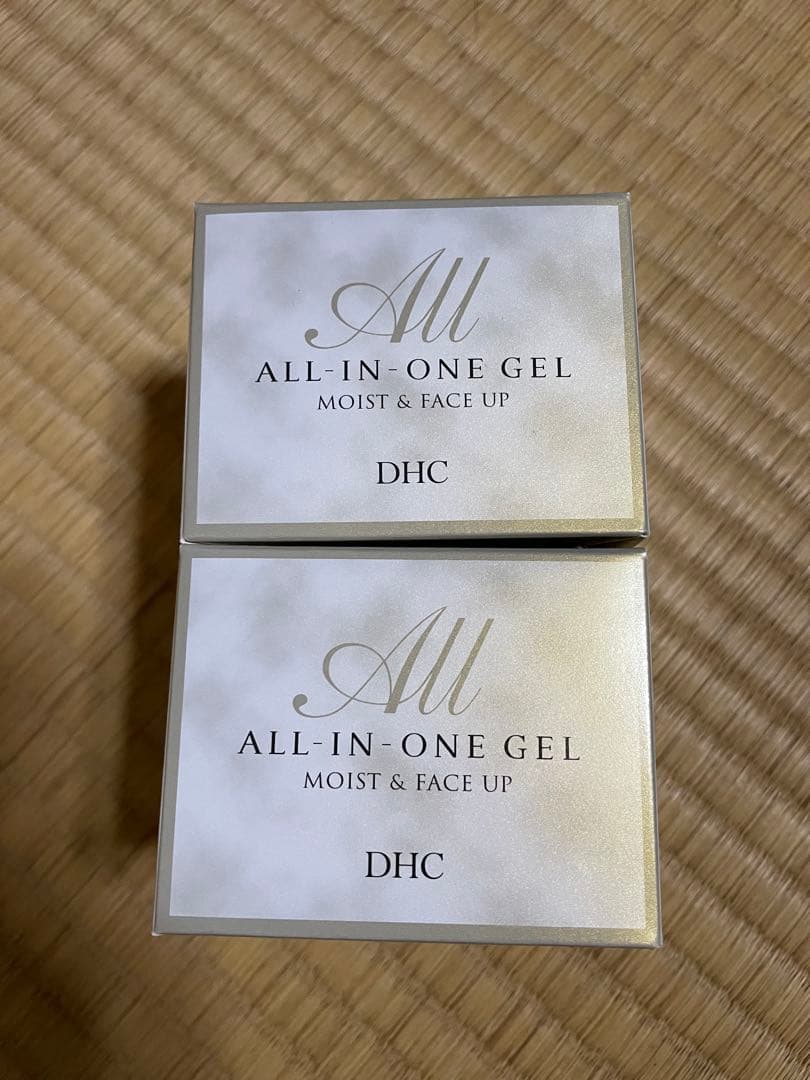 All
ALL-IN-ONE GEL
MOIST & FACE UP
DHC
All
ALL-IN-ONE GEL
MOIST & FACE UP
DHC